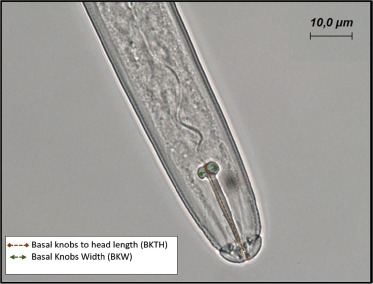 10,0 µm
Basal knobs to head length (BKTH)
Basal Knobs Width (BKW)